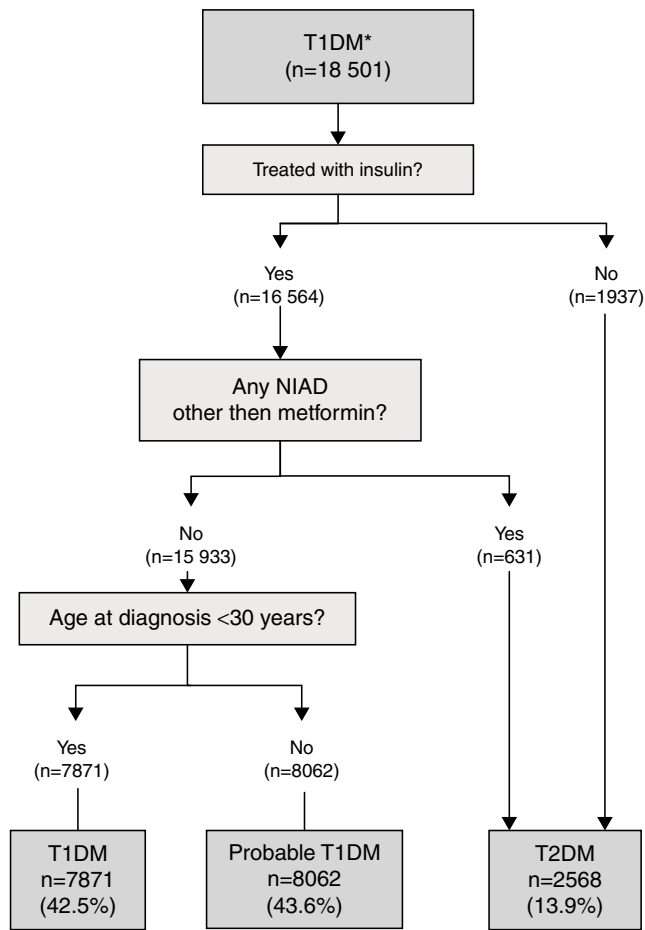 T1DM*
(n=18 501)
Treated with insulin?
Yes
(n=16 564)
No
(n=1937)
Any NIAD
other then metformin?
No
(n=15 933)
Yes
(n=631)
Age at diagnosis <30 years?
Yes
(n=7871)
No
(n=8062)
T1DM
n=7871
(42.5%)
Probable T1DM
n=8062
(43.6%)
T2DM
n=2568
(13.9%)